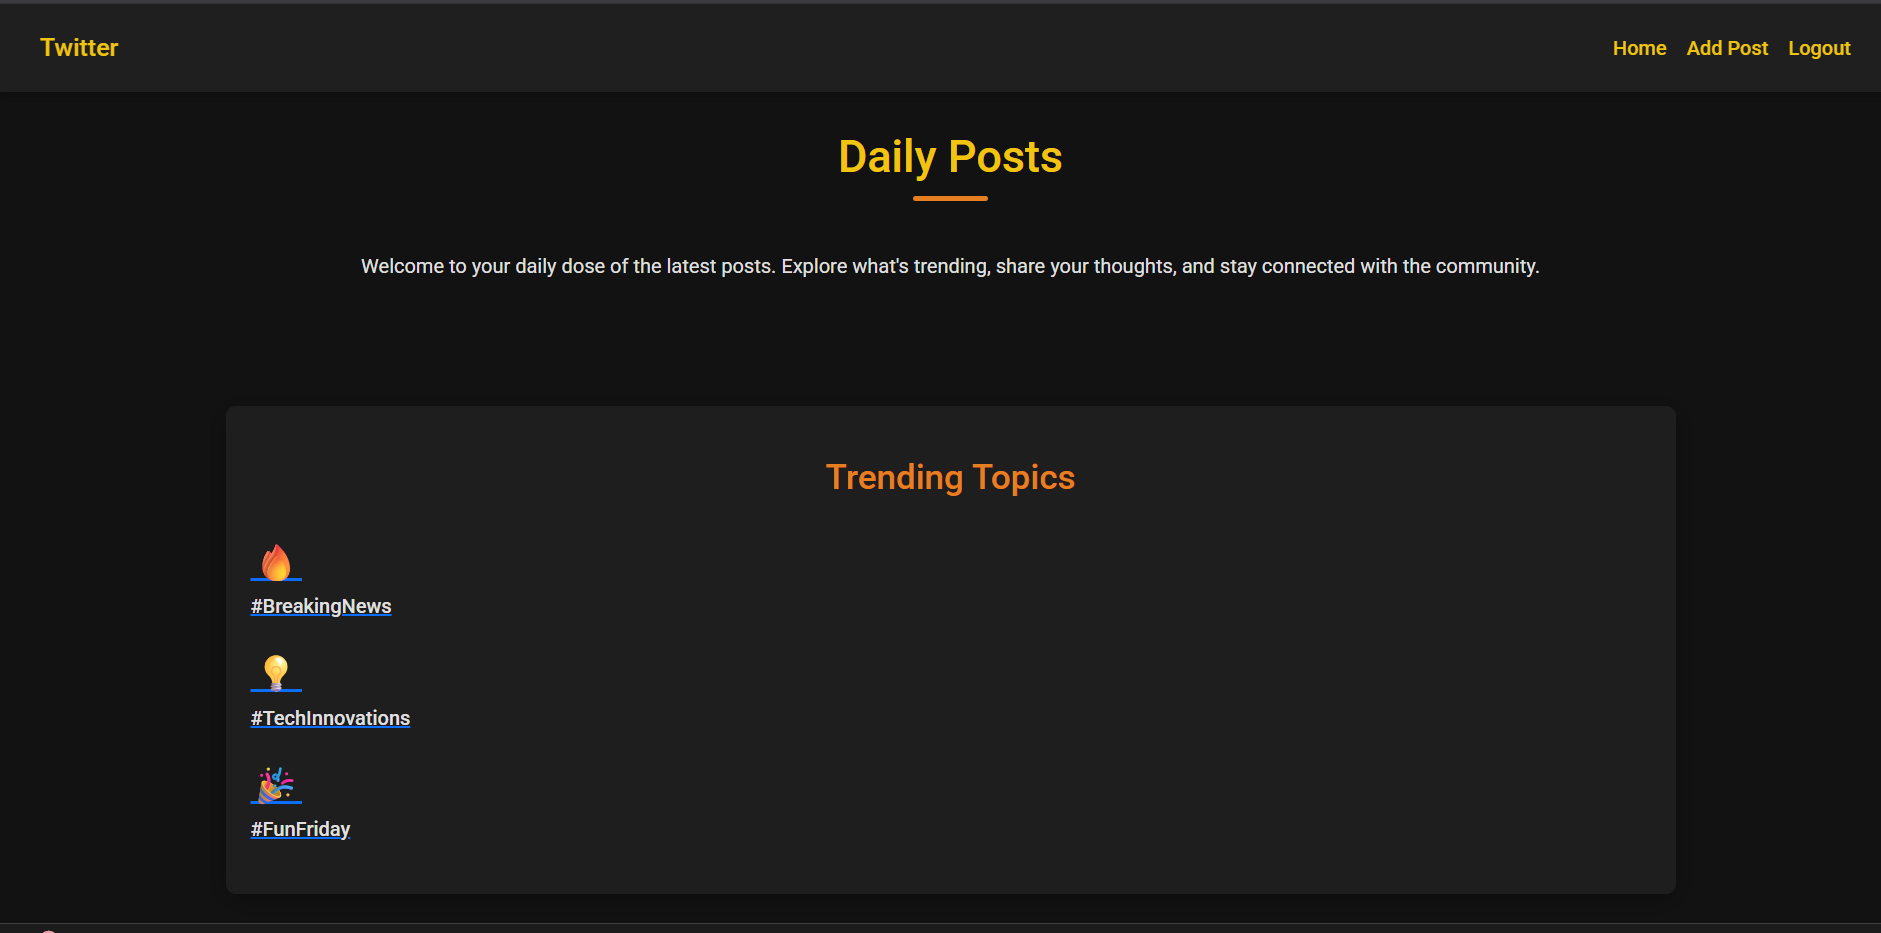 Twitter
Home Add Post Logout
Daily Posts
Welcome to your daily dose of the latest posts. Explore what's trending, share your thoughts, and stay connected with the community.
Trending Topics
#BreakingNews
#TechInnovations
#FunFriday